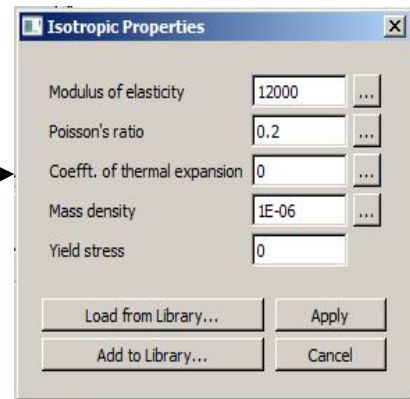 Isotropic Properties
Modulus of elasticity 12000 ...
Poisson's ratio 0.2 ...
Coefft. of thermal expansion 0 ...
Mass density 1E-06 ...
Yield stress 0
Load from Library... Apply
Add to Library... Cancel